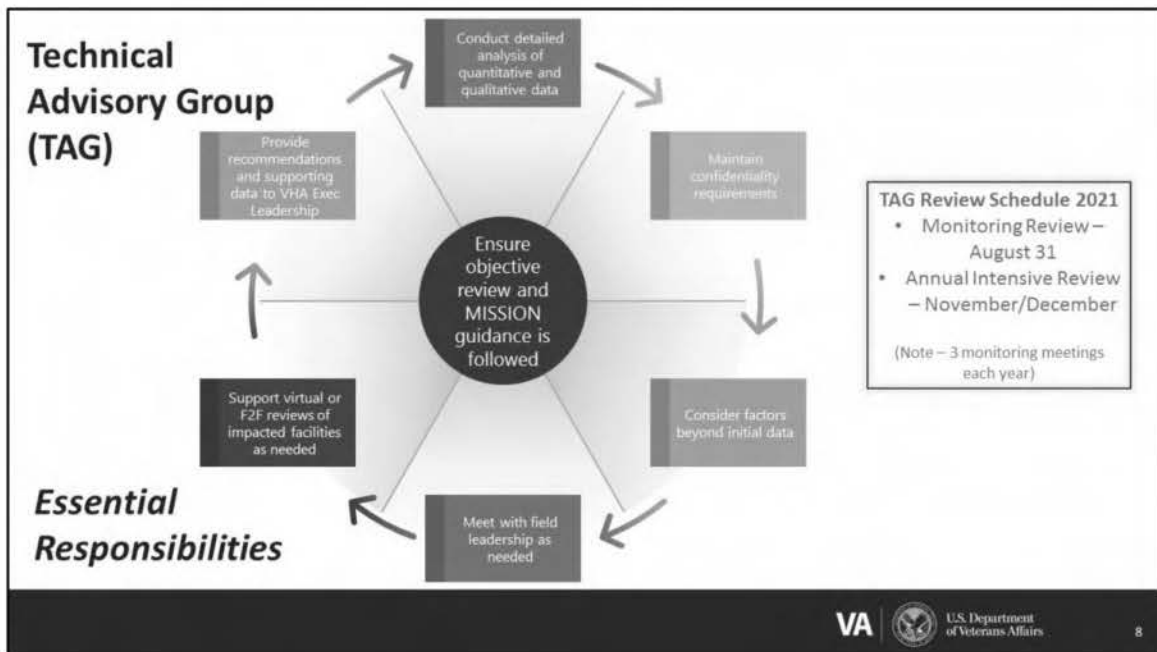 Technical
Advisory Group
(TAG)
Conduct detailed
analysis of
quantitative and
qualitative data
Maintain
confidentiality
requirements
Consider factors
beyond initial data
Meet with field
leadership as
needed
Support virtual or
F2F reviews of
impacted facilities
as needed
Provide
recommendations
and supporting
data to VHA Exec
Leadership
Ensure
objective
review and
MISSION
guidance is
followed
TAG Review Schedule 2021
• Monitoring Review –
August 31
• Annual Intensive Review
– November/December
(Note – 3 monitoring meetings
each year)
Essential
Responsibilities
VA
U.S. Department
of Veterans Affairs
8